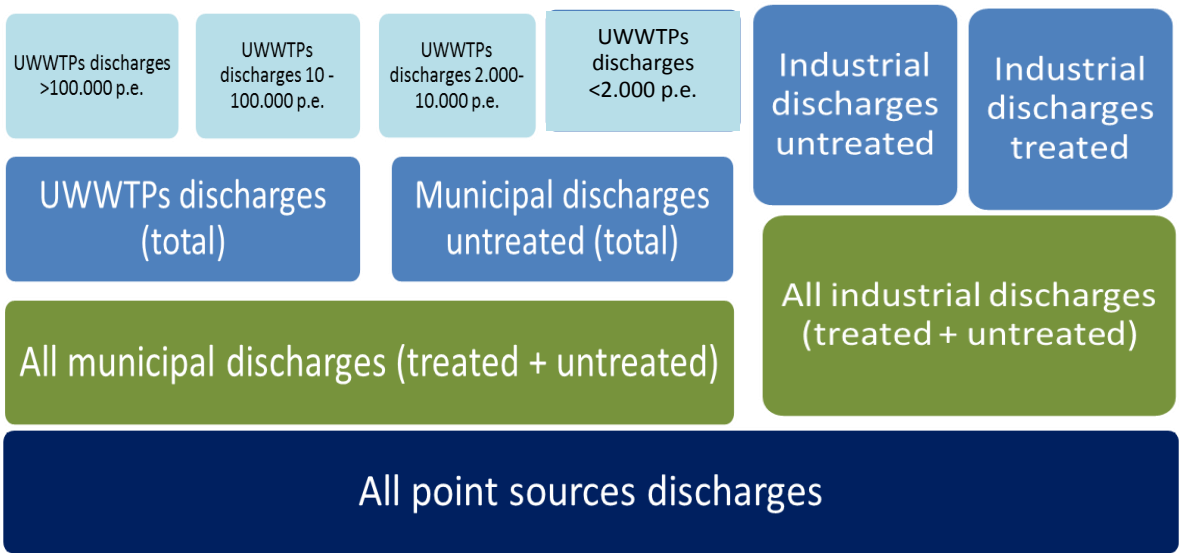 UWWTPs discharges
>100.000 p.e.
UWWTPs
discharges 10 -
100.000 p.e.
UWWTPs
discharges 2.000-
10.000 p.e.
UWWTPs
discharges
<2.000 p.e.
Industrial
discharges
untreated
Industrial
discharges
treated
UWWTPs discharges
(total)
Municipal discharges
untreated (total)
All industrial discharges
(treated + untreated)
All municipal discharges (treated + untreated)
All point sources discharges